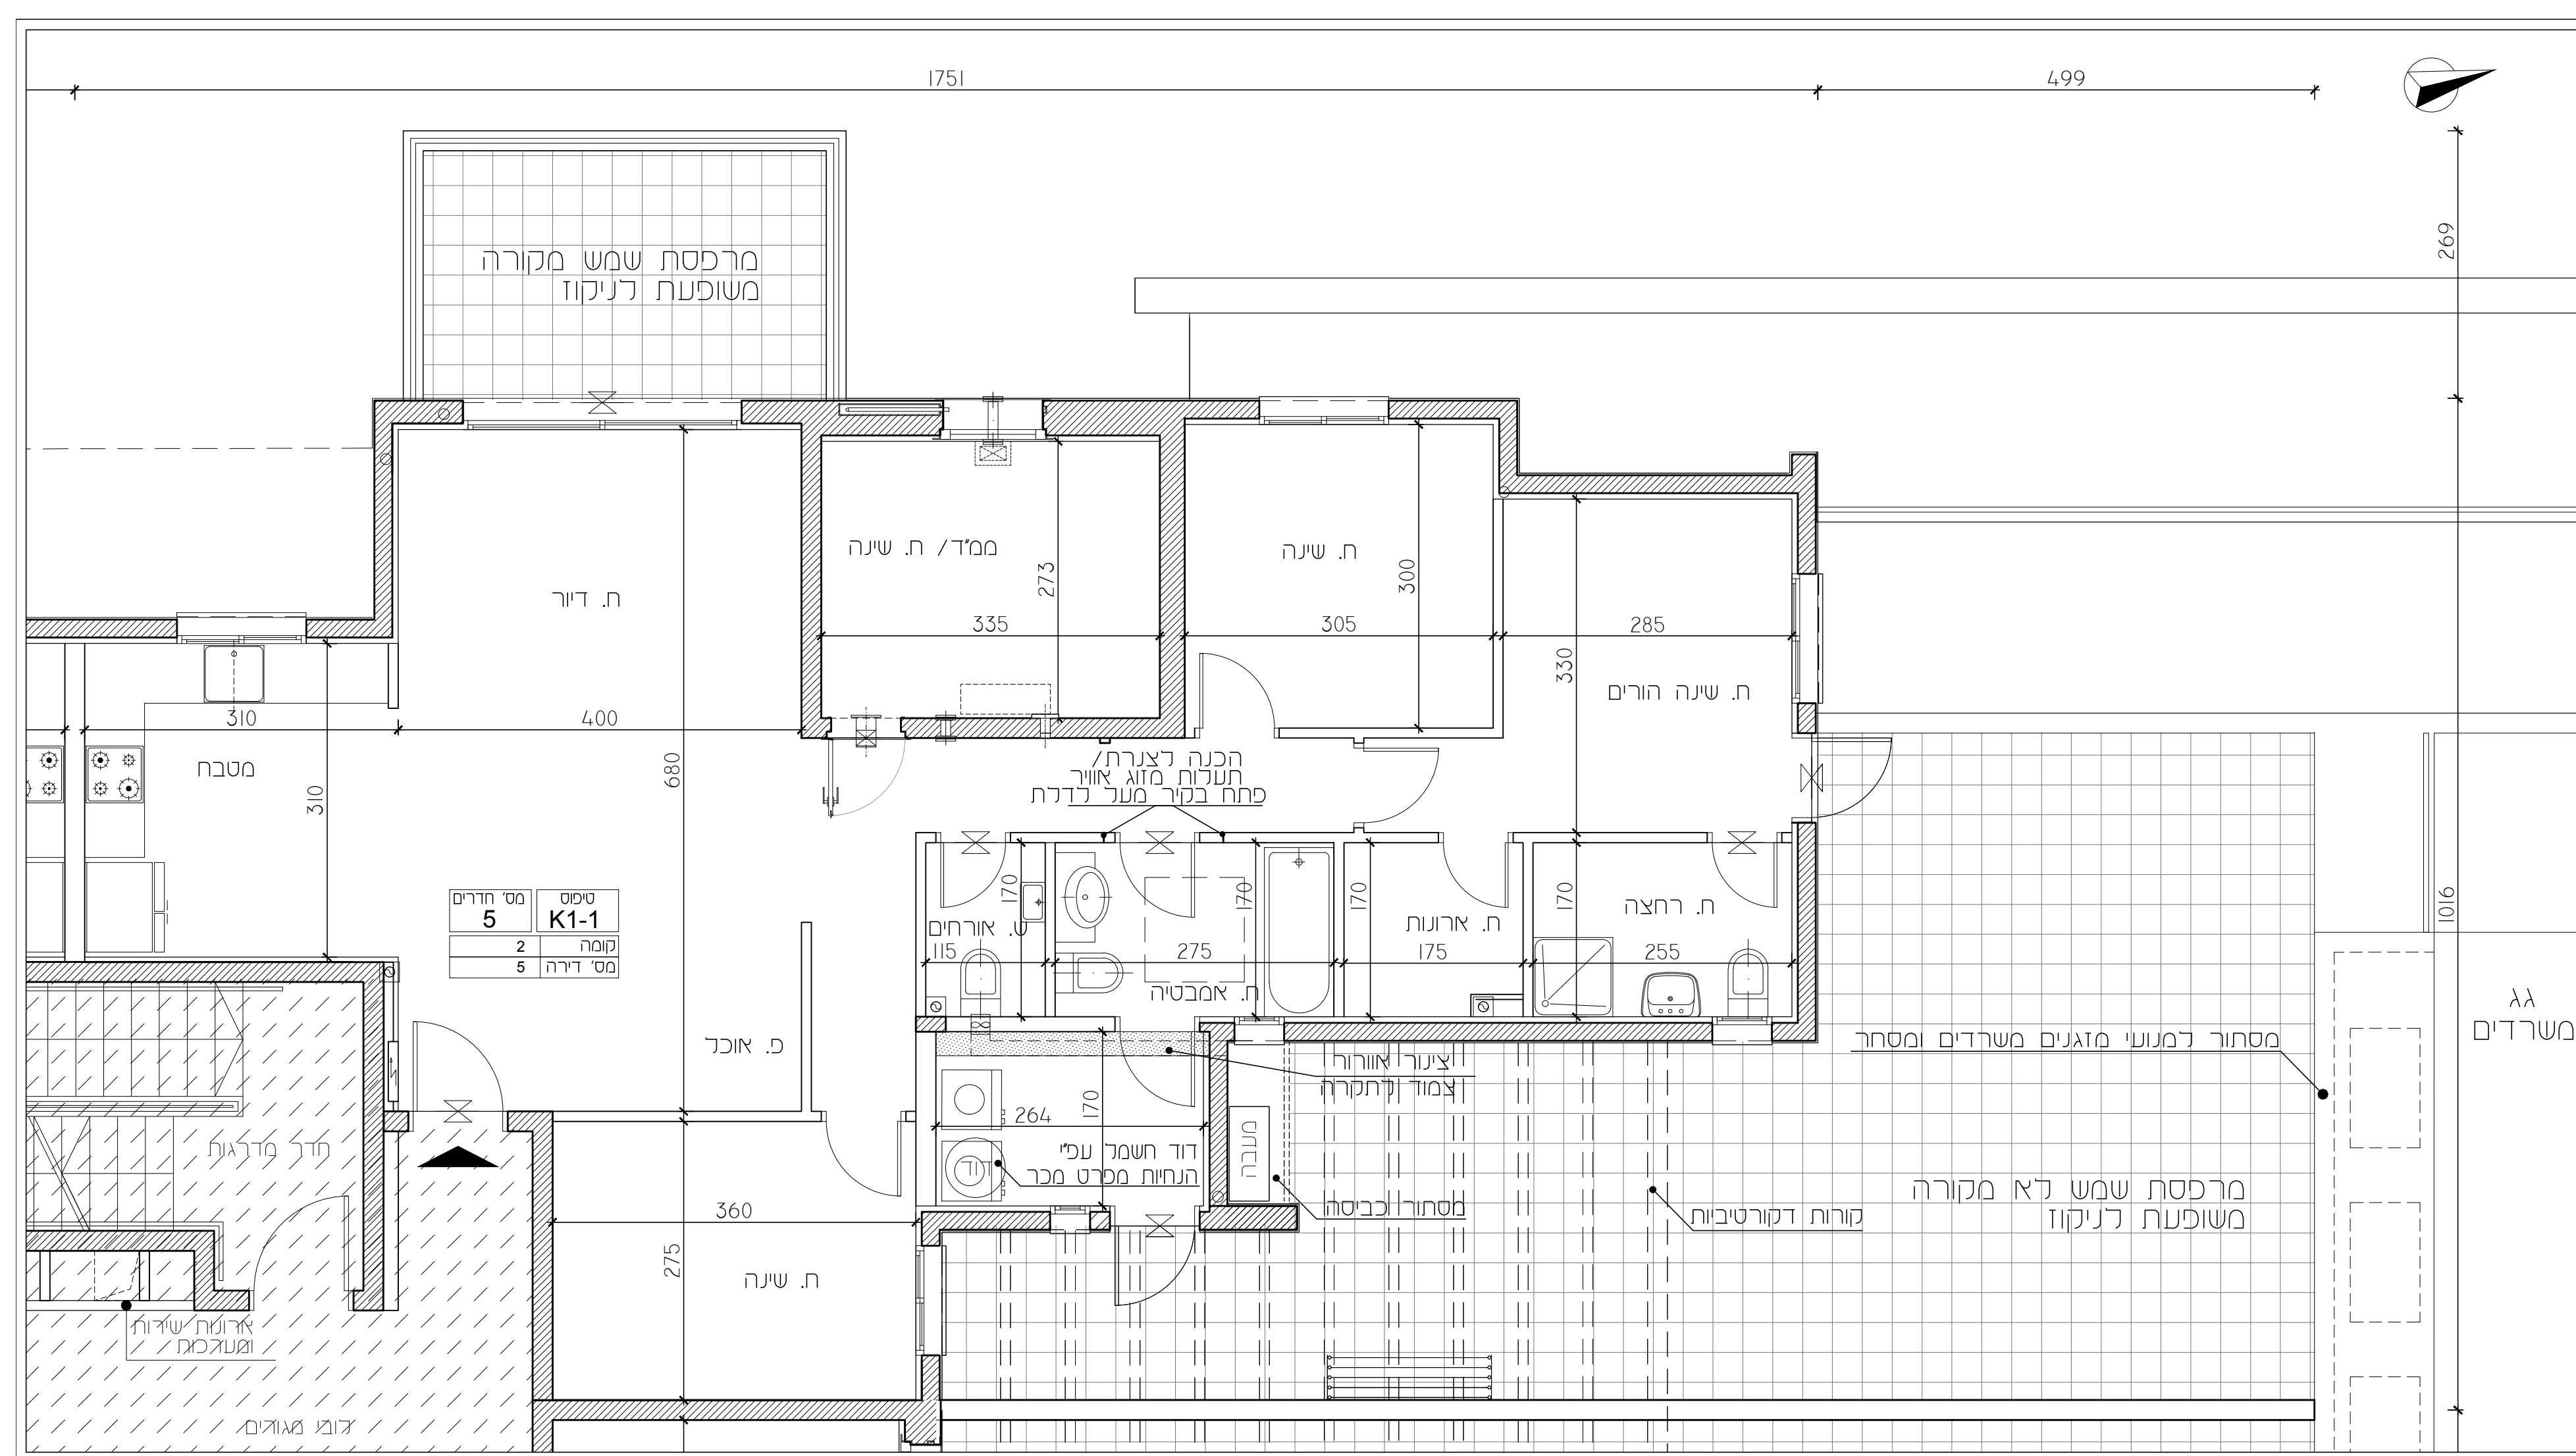 1751
499
269
מרפסת שמש מקורה
משופעת לניקוז
ממ"ד/ ח. שינה
ח. שינה
273
300
ח. דיור
335
305
285
330
ח. שינה הורים
310
400
680
310
מטבח
הכנה לצנרת/
תעלות מזוג אוויר
פתח בקיר מעל לדלת
מס' חדרים
5
טיפוס
K1-1
קומה 2
מס' דירה 5
170
170
170
170
ש. אורחים
115
275
ח. אמבטיה
ח. ארונות
175
ח. רחצה
255
1016
גג
משרדים
מסתור למנועי מזגנים משרדים ומסחר
פ. אוכל
צינור אוורור
צמוד לתקרה
264
170
דוד
דוד חשמל עפ"י
הנחיות מפרט מכר
מעבה
מסתור כביסה
קורות דקורטיביות
מרפסת שמש לא מקורה
משופעת לניקוז
חדר מדרגות
360
275
ח. שינה
ארונות שירות
ומערכות
לובי מגורים